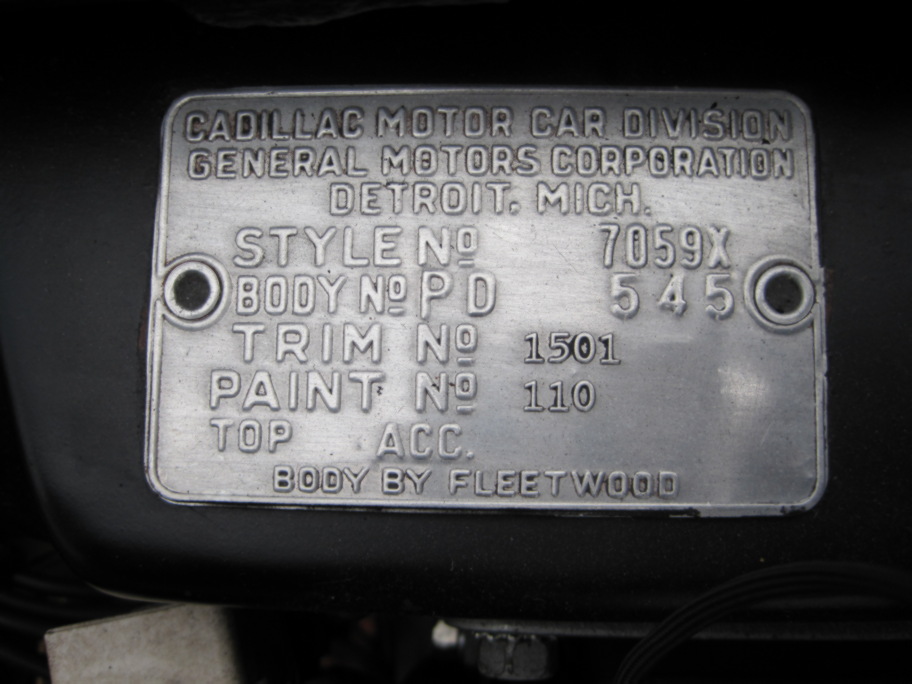 CADILLAC MOTOR CAR DIVISION
GENERAL MOTORS CORPORATION
DETROIT, MICH.
STYLE Nº 7059X
BODY Nº PD 545
TRIM Nº 1501
PAINT Nº 110
TOP ACC.
BODY BY FLEETWOOD